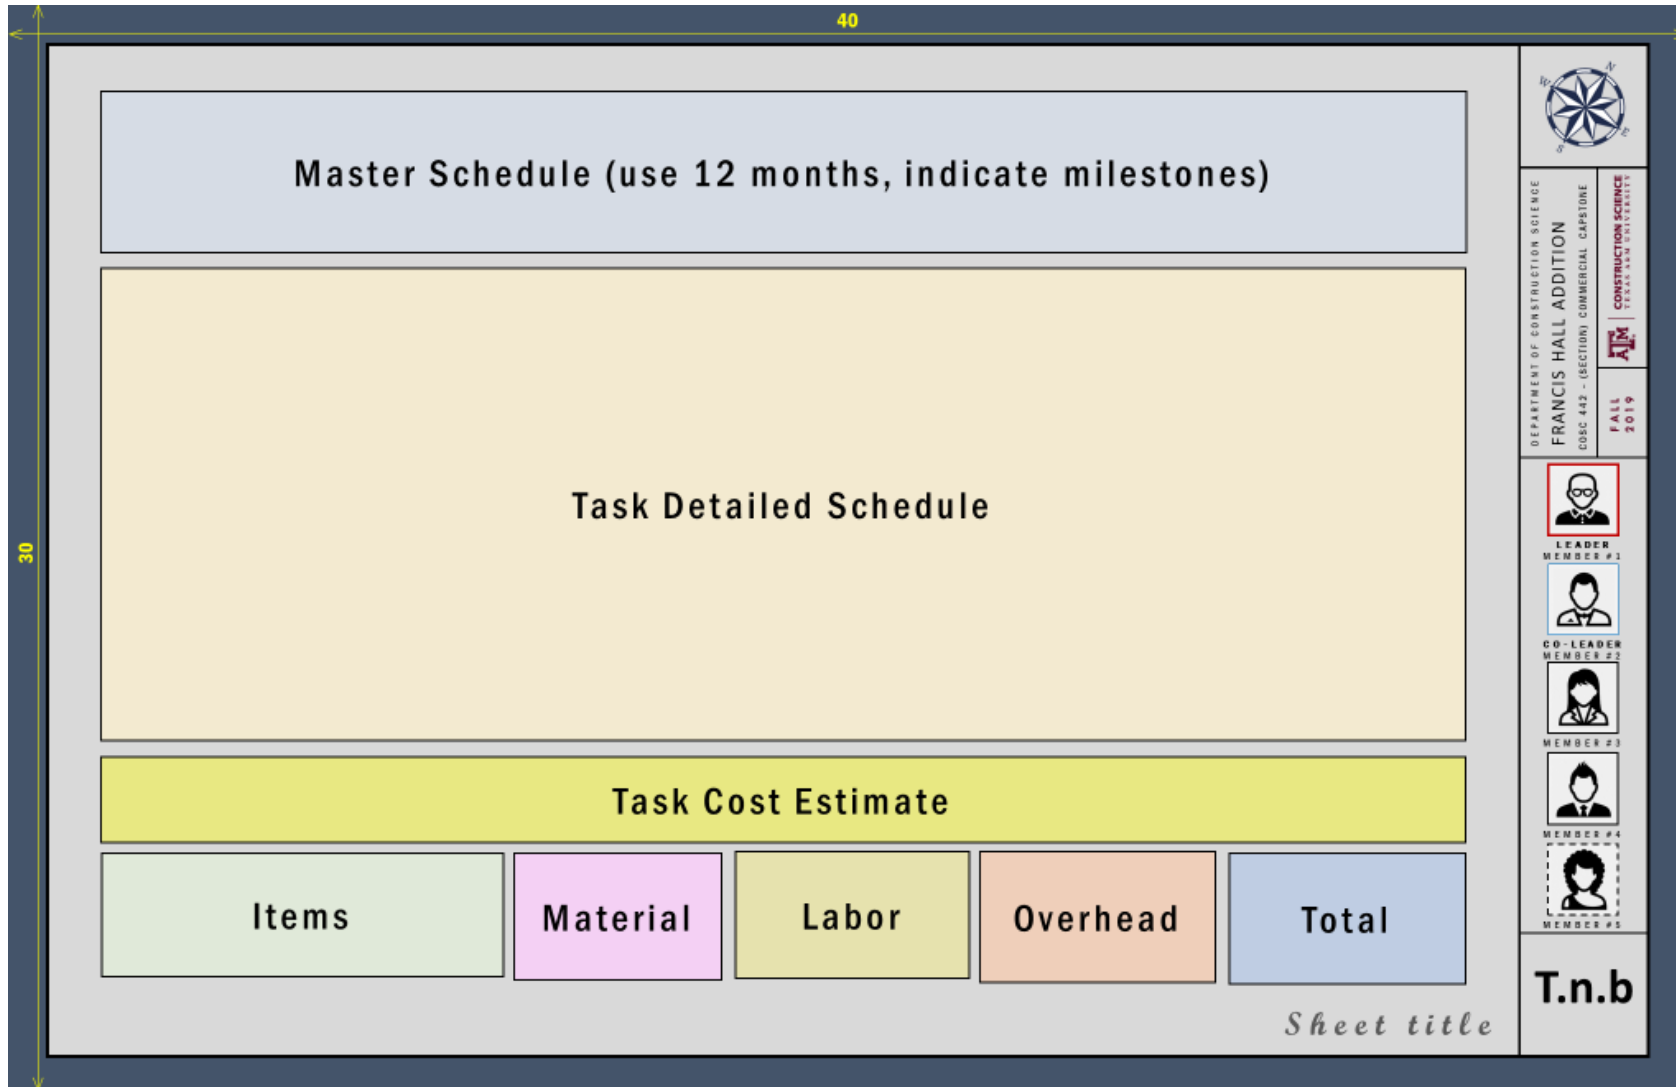 40
30
Master Schedule (use 12 months, indicate milestones)
Task Detailed Schedule
Task Cost Estimate
Items
Material
Labor
Overhead
Total
Sheet title
N
W
E
S
DEPARTMENT OF CONSTRUCTION SCIENCE
FRANCIS HALL ADDITION
COSC 442 - (SECTION) COMMERCIAL CAPSTONE
ATM
CONSTRUCTION SCIENCE
TEXAS A&M UNIVERSITY
FALL
2019
LEADER
MEMBER #1
CO-LEADER
MEMBER #2
MEMBER #3
MEMBER #4
MEMBER #5
T.n.b